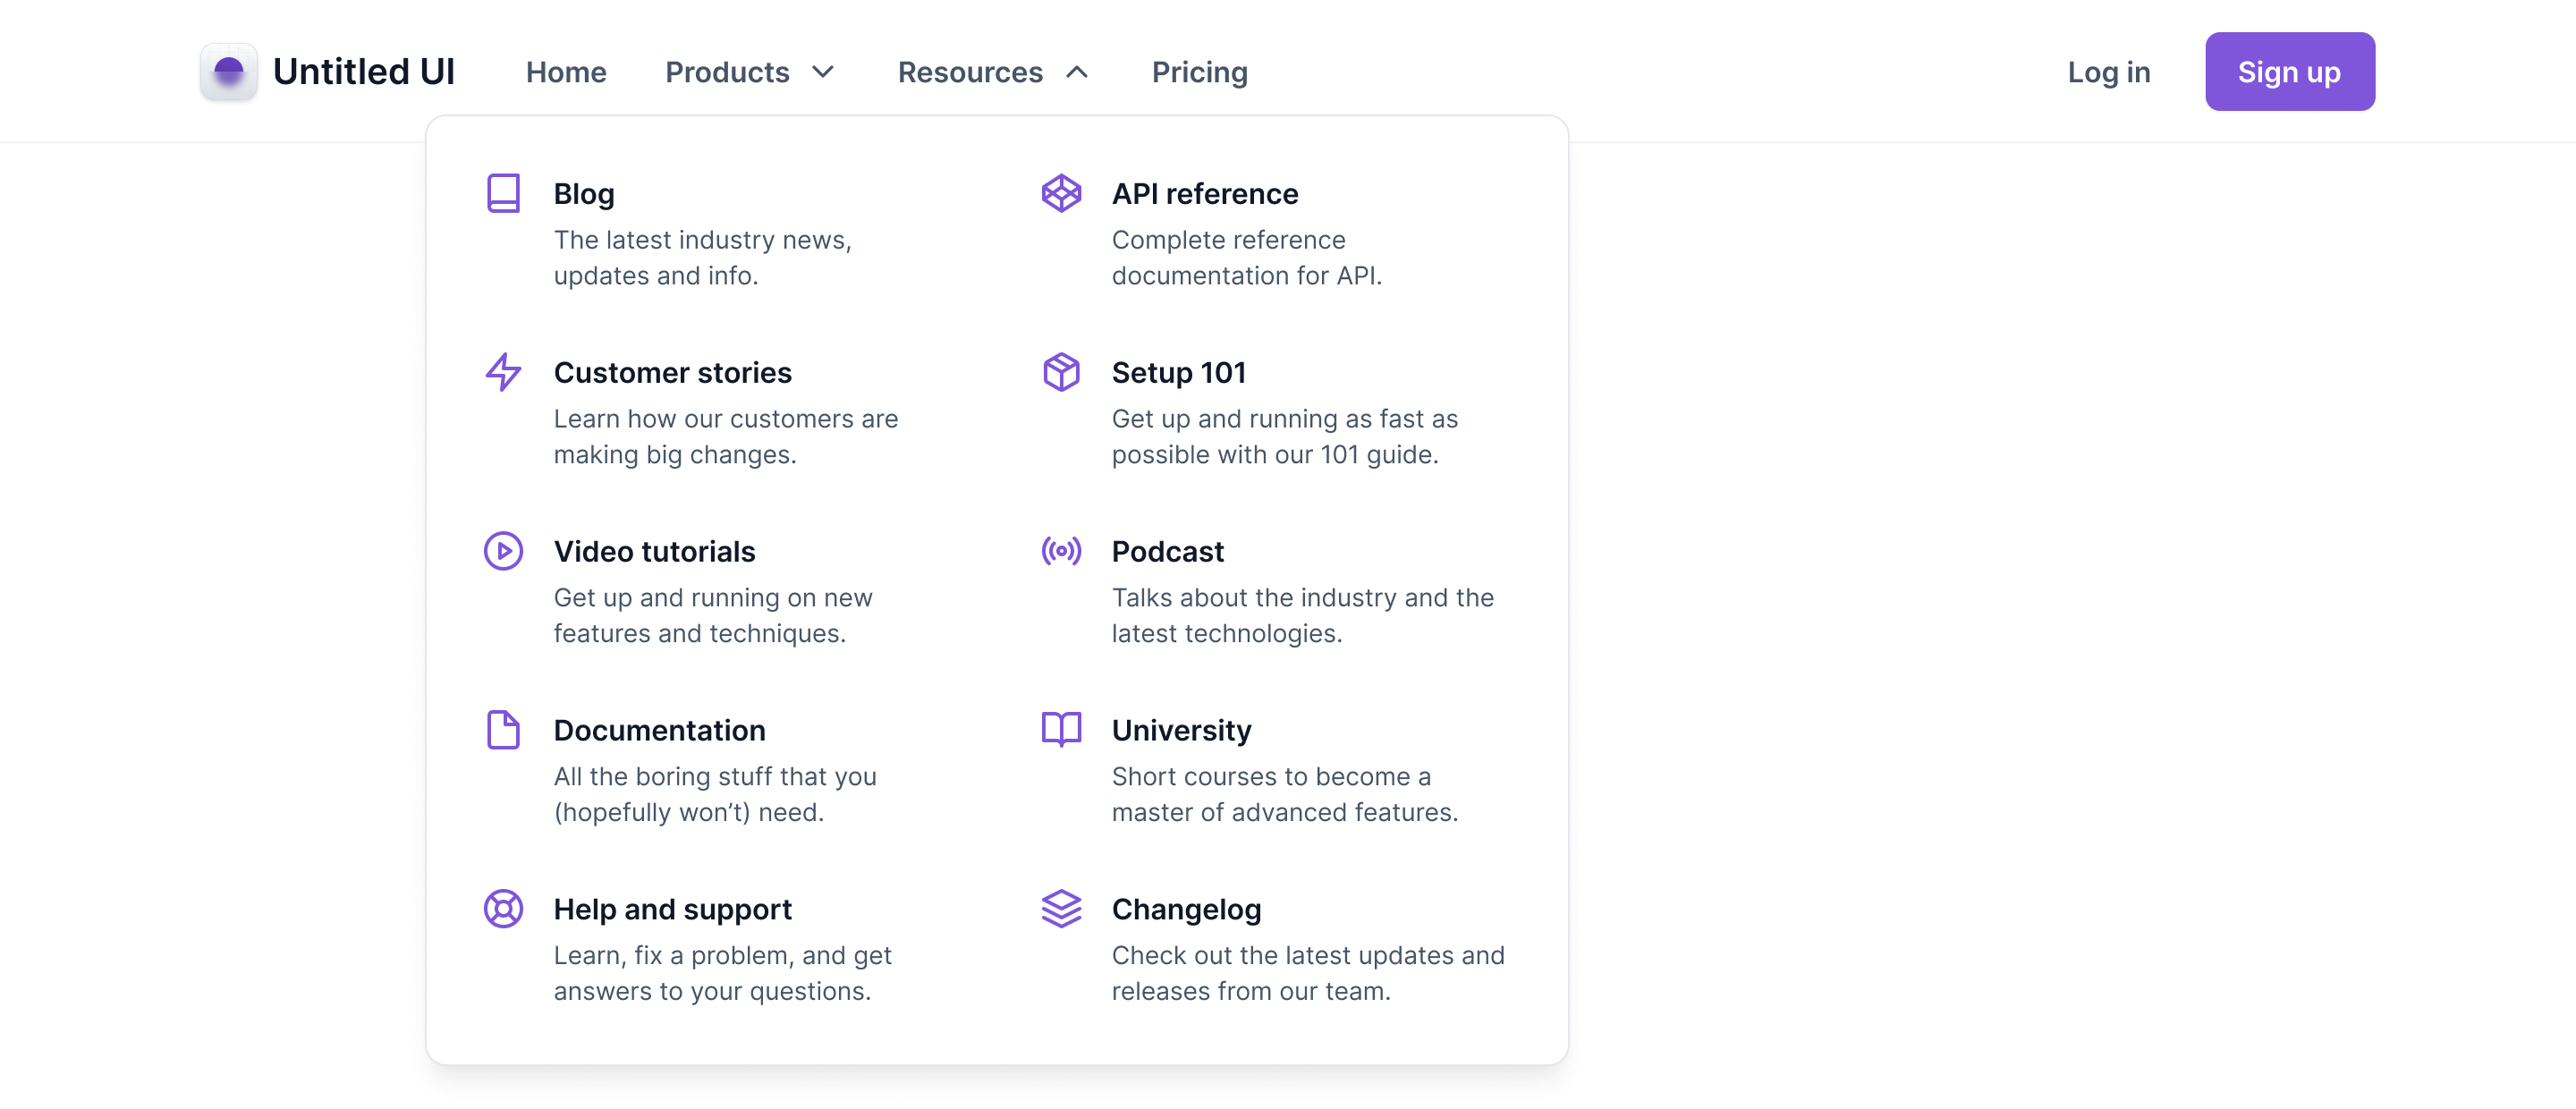 Untitled UI
Home
Products
Resources
Pricing
Log in
Sign up
Blog
The latest industry news,
updates and info.
Customer stories
Learn how our customers are
making big changes.
Video tutorials
Get up and running on new
features and techniques.
Documentation
All the boring stuff that you
(hopefully won’t) need.
Help and support
Learn, fix a problem, and get
answers to your questions.
API reference
Complete reference
documentation for API.
Setup 101
Get up and running as fast as
possible with our 101 guide.
Podcast
Talks about the industry and the
latest technologies.
University
Short courses to become a
master of advanced features.
Changelog
Check out the latest updates and
releases from our team.